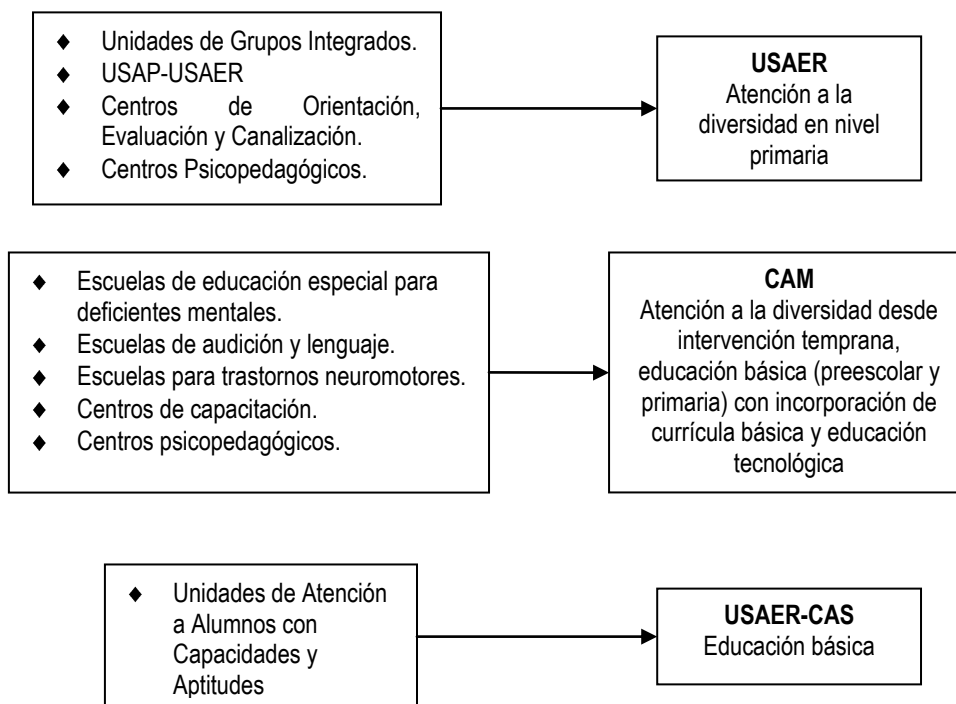 ♦ Unidades de Grupos Integrados.
♦ USAP-USAER
♦ Centros de Orientación,
Evaluación y Canalización.
♦ Centros Psicopedagógicos.
USAER
Atención a la
diversidad en nivel
primaria
♦ Escuelas de educación especial para
deficientes mentales.
♦ Escuelas de audición y lenguaje.
♦ Escuelas para trastornos neuromotores.
♦ Centros de capacitación.
♦ Centros psicopedagógicos.
CAM
Atención a la diversidad desde
intervención temprana,
educación básica (preescolar y
primaria) con incorporación de
currícula básica y educación
tecnológica
♦ Unidades de Atención
a Alumnos con
Capacidades y
Aptitudes
USAER-CAS
Educación básica